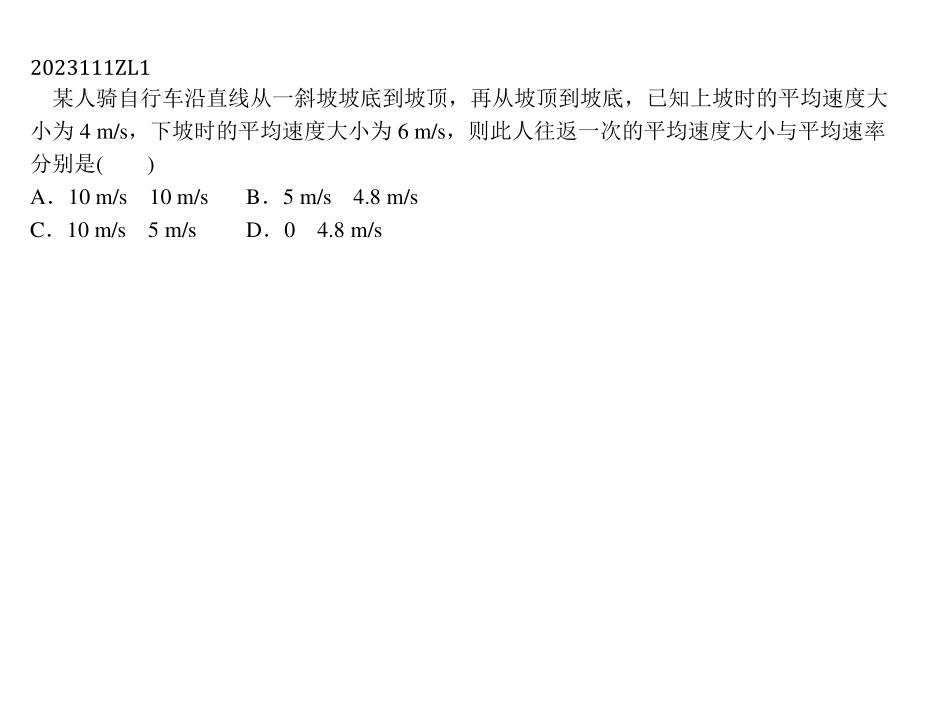 2023111ZL1
某人骑自行车沿直线从一斜坡坡底到坡顶，再从坡顶到坡底，已知上坡时的平均速度大
小为 4 m/s，下坡时的平均速度大小为 6 m/s，则此人往返一次的平均速度大小与平均速率
分别是(　　)
A．10 m/s　10 m/s　　B．5 m/s　4.8 m/s
C．10 m/s　5 m/s　　D．0　4.8 m/s